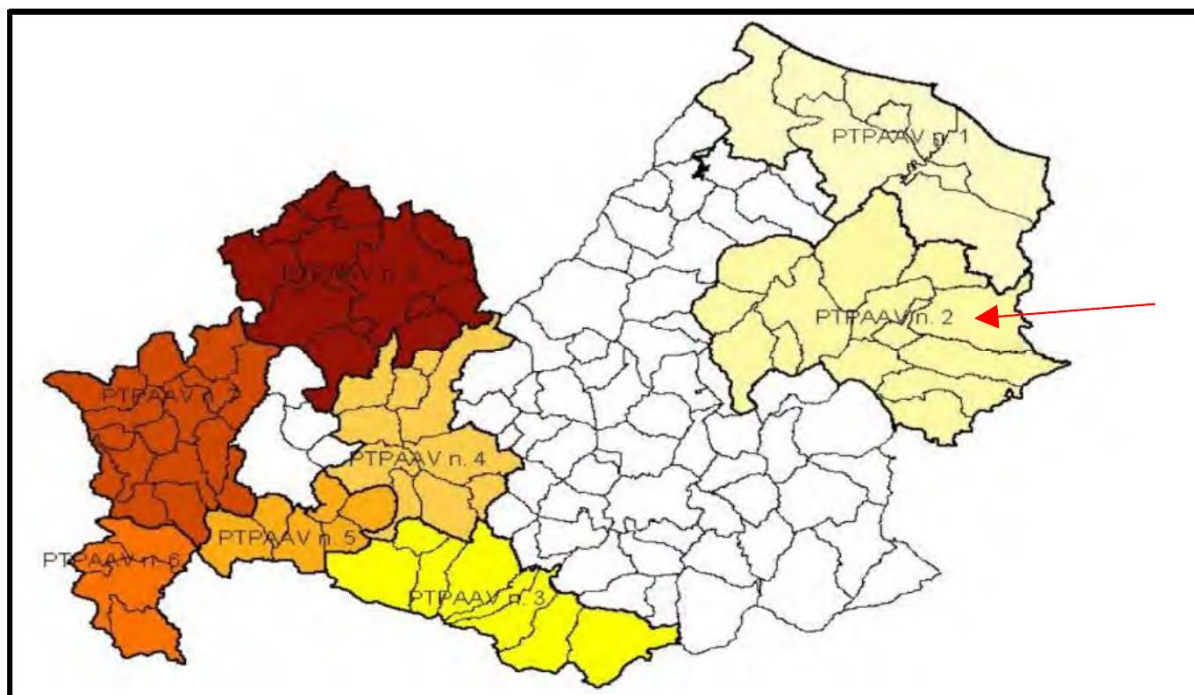 PTPAAV n. 1
PTPAAV n. 2
PTPAAV n. 7
PTPAAV n. 4
PTPAAV n. 5
PTPAAV n. 6
PTPAAV n. 3